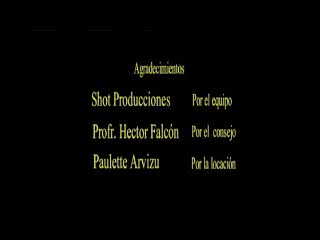 Agradecimientos
Shot Producciones Por el equipo
Profr. Hector Falcón Por el consejo
Paulette Arvizu Por la locación